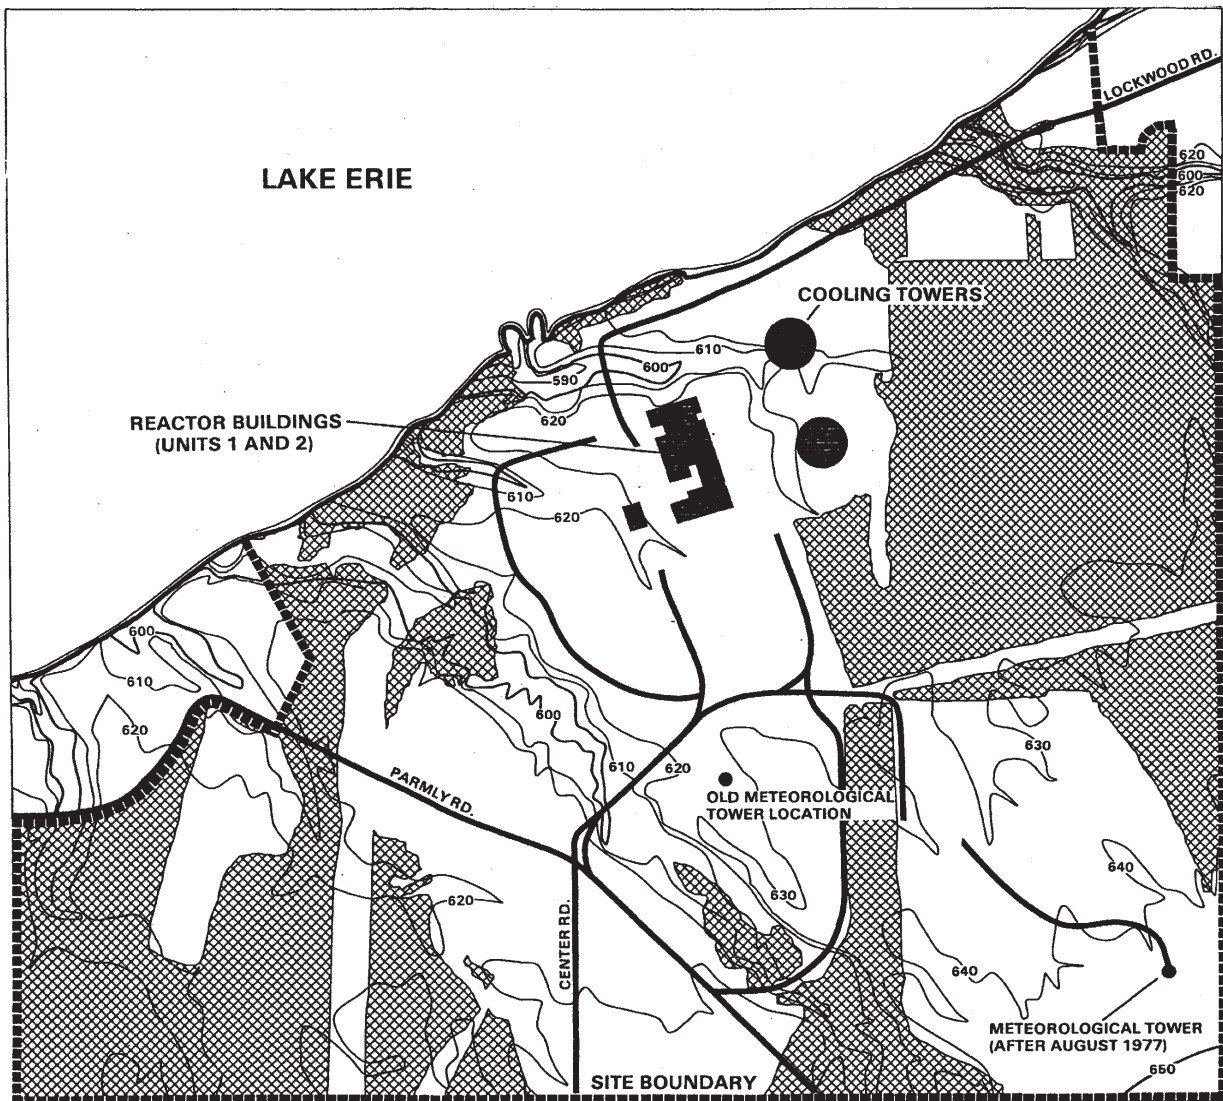 LOCKWOOD RD.
620
600
620
LAKE ERIE
COOLING TOWERS
610
600
590
REACTOR BUILDINGS
(UNITS 1 AND 2)
620
610
620
600
610
620
600
610
620
630
PARMLY RD.
OLD METEOROLOGICAL
TOWER LOCATION
640
620
630
CENTER RD.
640
METEOROLOGICAL TOWER
(AFTER AUGUST 1977)
650
SITE BOUNDARY